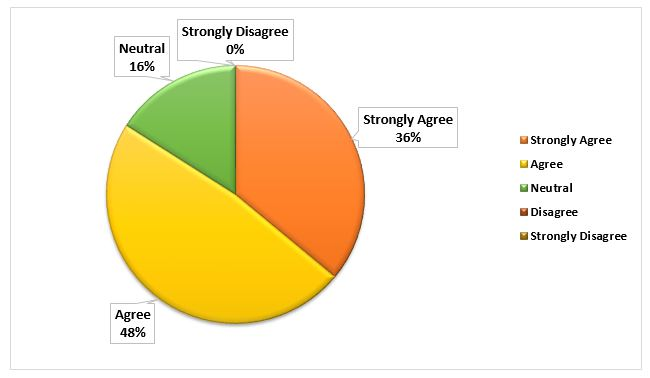 Strongly Disagree
0%
Neutral
16%
Strongly Agree
36%
Agree
48%
Strongly Agree
Agree
Neutral
Disagree
Strongly Disagree